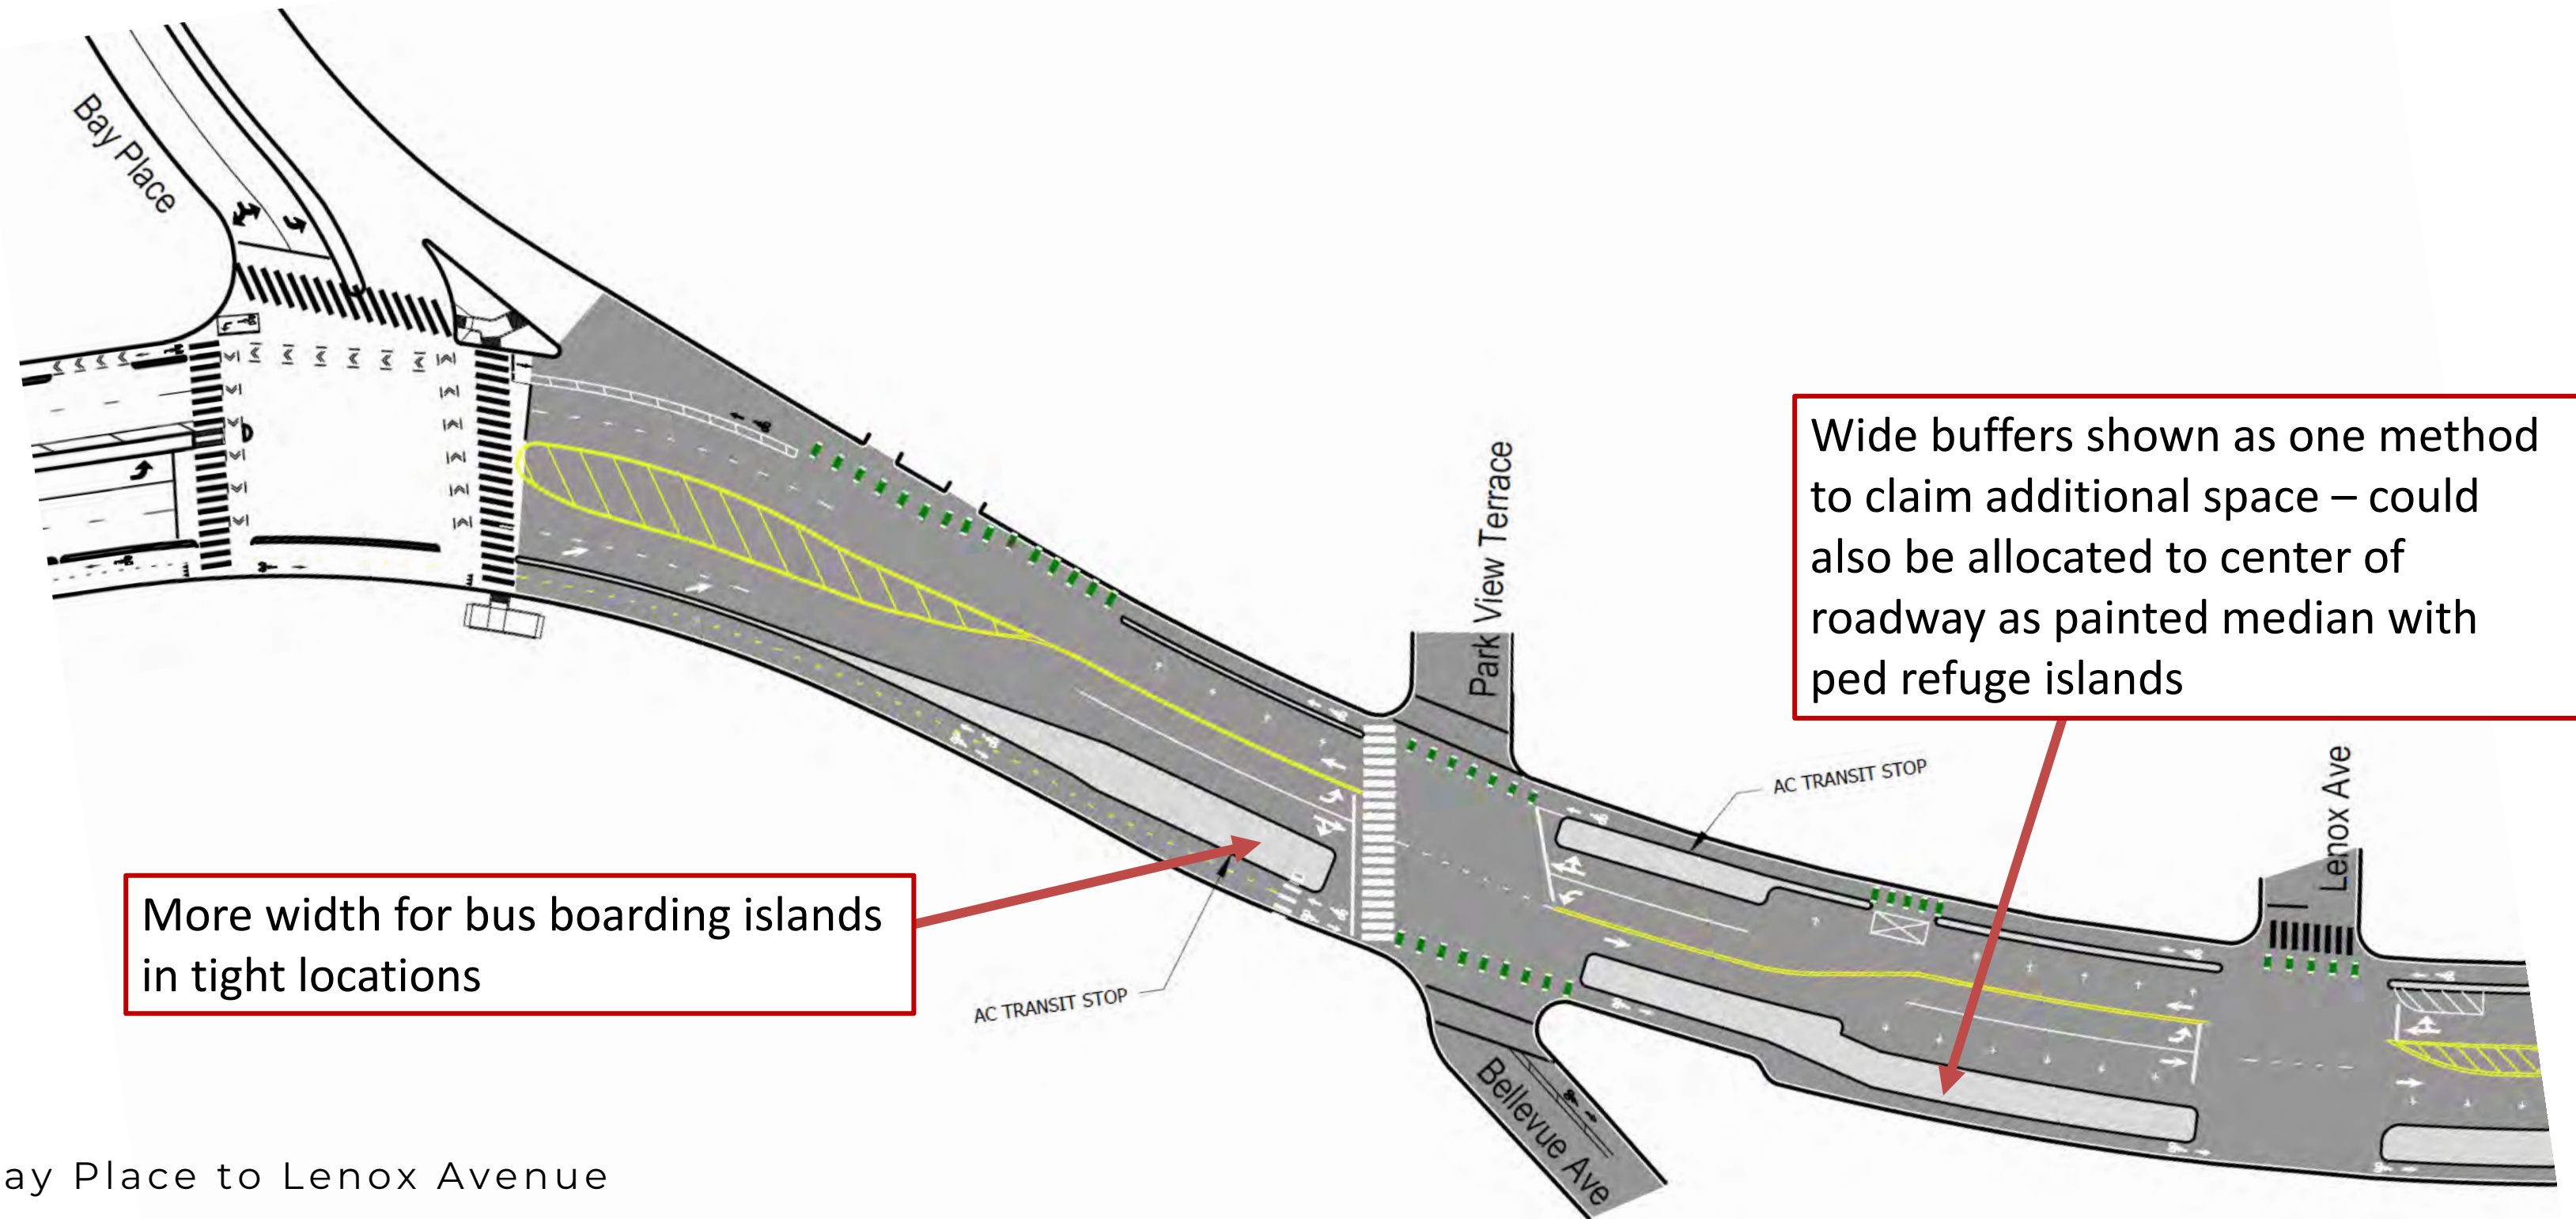 Bay Place
Park View Terrace
Wide buffers shown as one method
to claim additional space – could
also be allocated to center of
roadway as painted median with
ped refuge islands
AC TRANSIT STOP
Lenox Ave
More width for bus boarding islands
in tight locations
AC TRANSIT STOP
Bellevue Ave
ay Place to Lenox Avenue